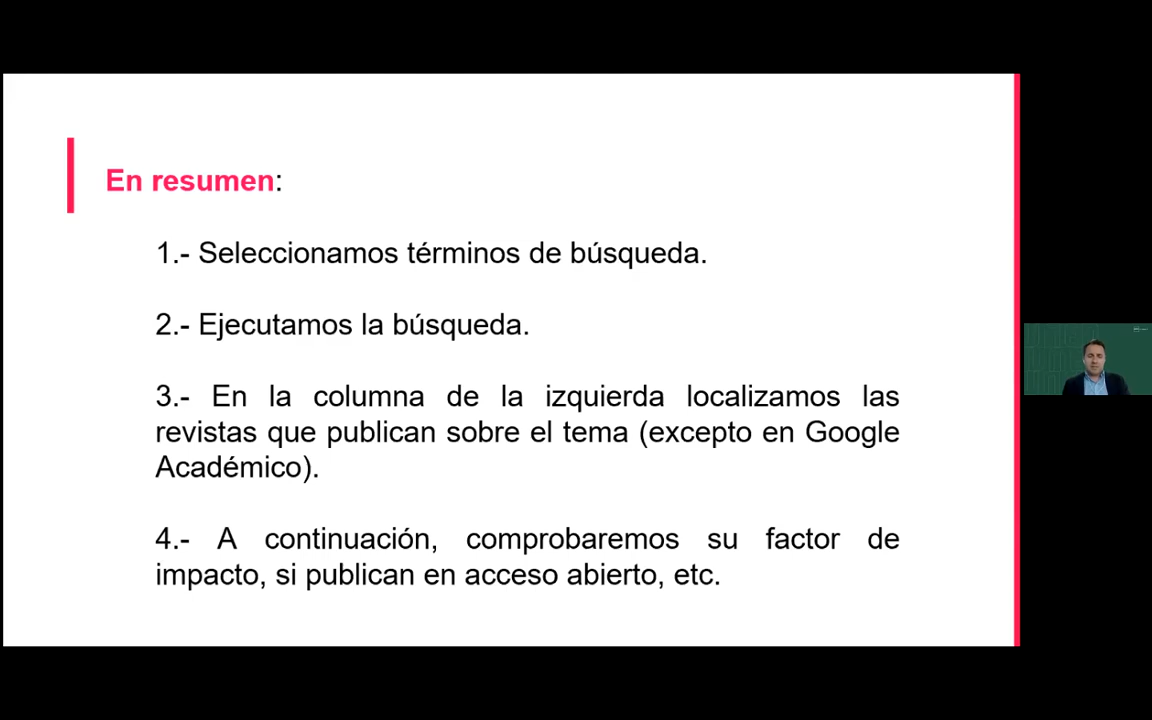 En resumen:
1.- Seleccionamos términos de búsqueda.
2.- Ejecutamos la búsqueda.
3.- En la columna de la izquierda localizamos las
revistas que publican sobre el tema (excepto en Google
Académico).
4.- A continuación, comprobaremos su factor de
impacto, si publican en acceso abierto, etc.